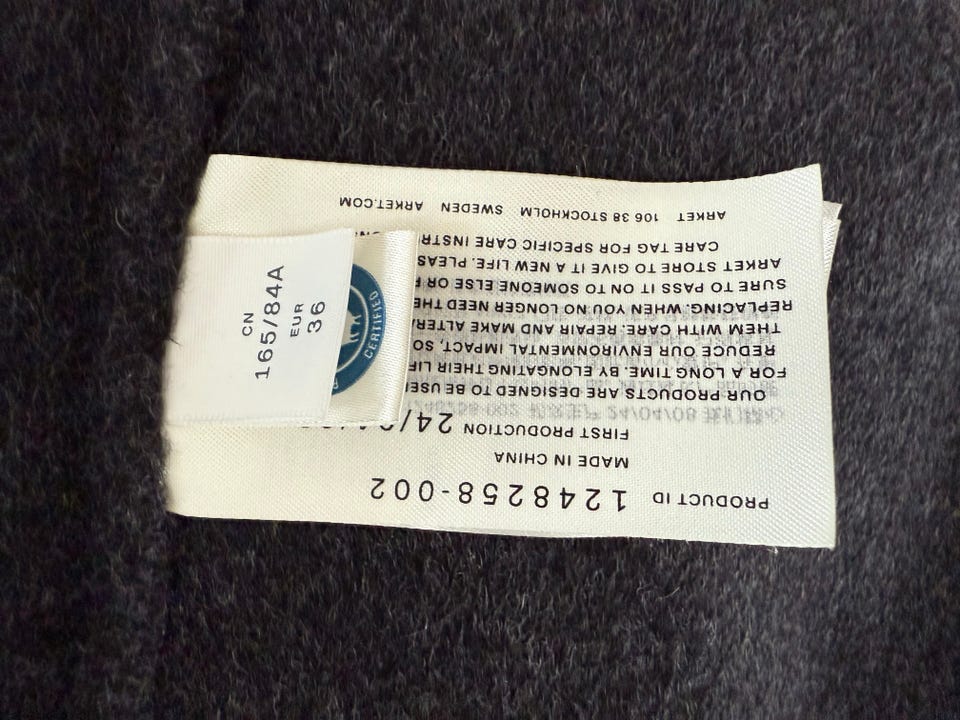 PRODUCT ID 1248258-002
MADE IN CHINA
FIRST PRODUCTION 24/
OUR PRODUCTS ARE DESIGNED TO BE USE
FOR A LONG TIME. BY ELONGATING THEIR
REDUCE OUR ENVIRONMENTAL IMPACT, SO
THEM WITH CARE. REPAIR AND MAKE ALTER
REPLACING. WHEN YOU NO LONGER NEED THE
SURE TO PASS IT ON TO SOMEONE ELSE OR
ARKET STORE TO GIVE IT A NEW LIFE. PLEAS
CARE TAG FOR SPECIFIC CARE INSTR
ARKET 106 38 STOCKHOLM SWEDEN ARKET.COM
CN
165/84A
EUR
36
CERTIFIED